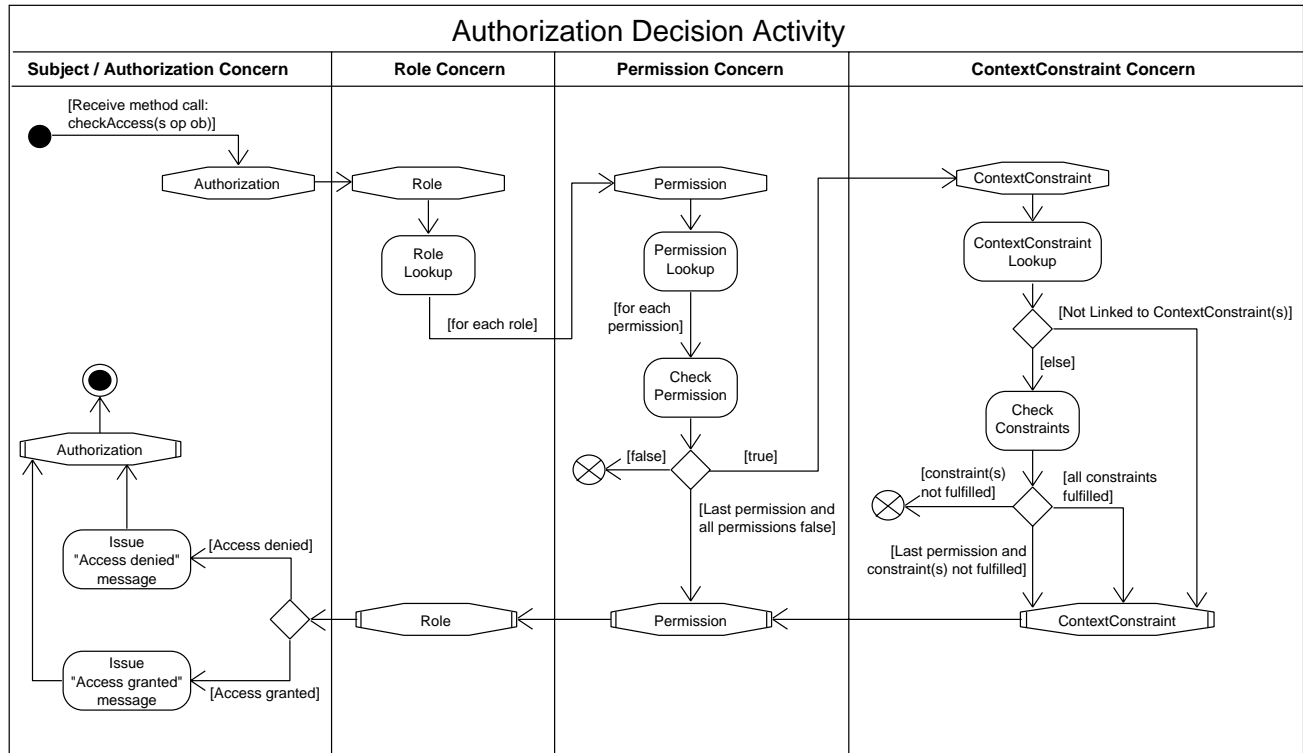 Authorization Decision Activity
Subject / Authorization Concern
Role Concern
Permission Concern
ContextConstraint Concern
[Receive method call:
checkAccess(s op ob)]
Authorization
Role
Permission
ContextConstraint
Role
Lookup
Permission
Lookup
ContextConstraint
Lookup
[for each role]
[for each
permission]
[Not Linked to ContextConstraint(s)]
[else]
Check
Permission
Check
Constraints
Authorization
[false]
[true]
[constraint(s)
not fulfilled]
[all constraints
fulfilled]
[Last permission and
all permissions false]
[Last permission and
constraint(s) not fulfilled]
Issue
"Access denied"
message
[Access denied]
Role
Permission
ContextConstraint
Issue
"Access granted"
message
[Access granted]